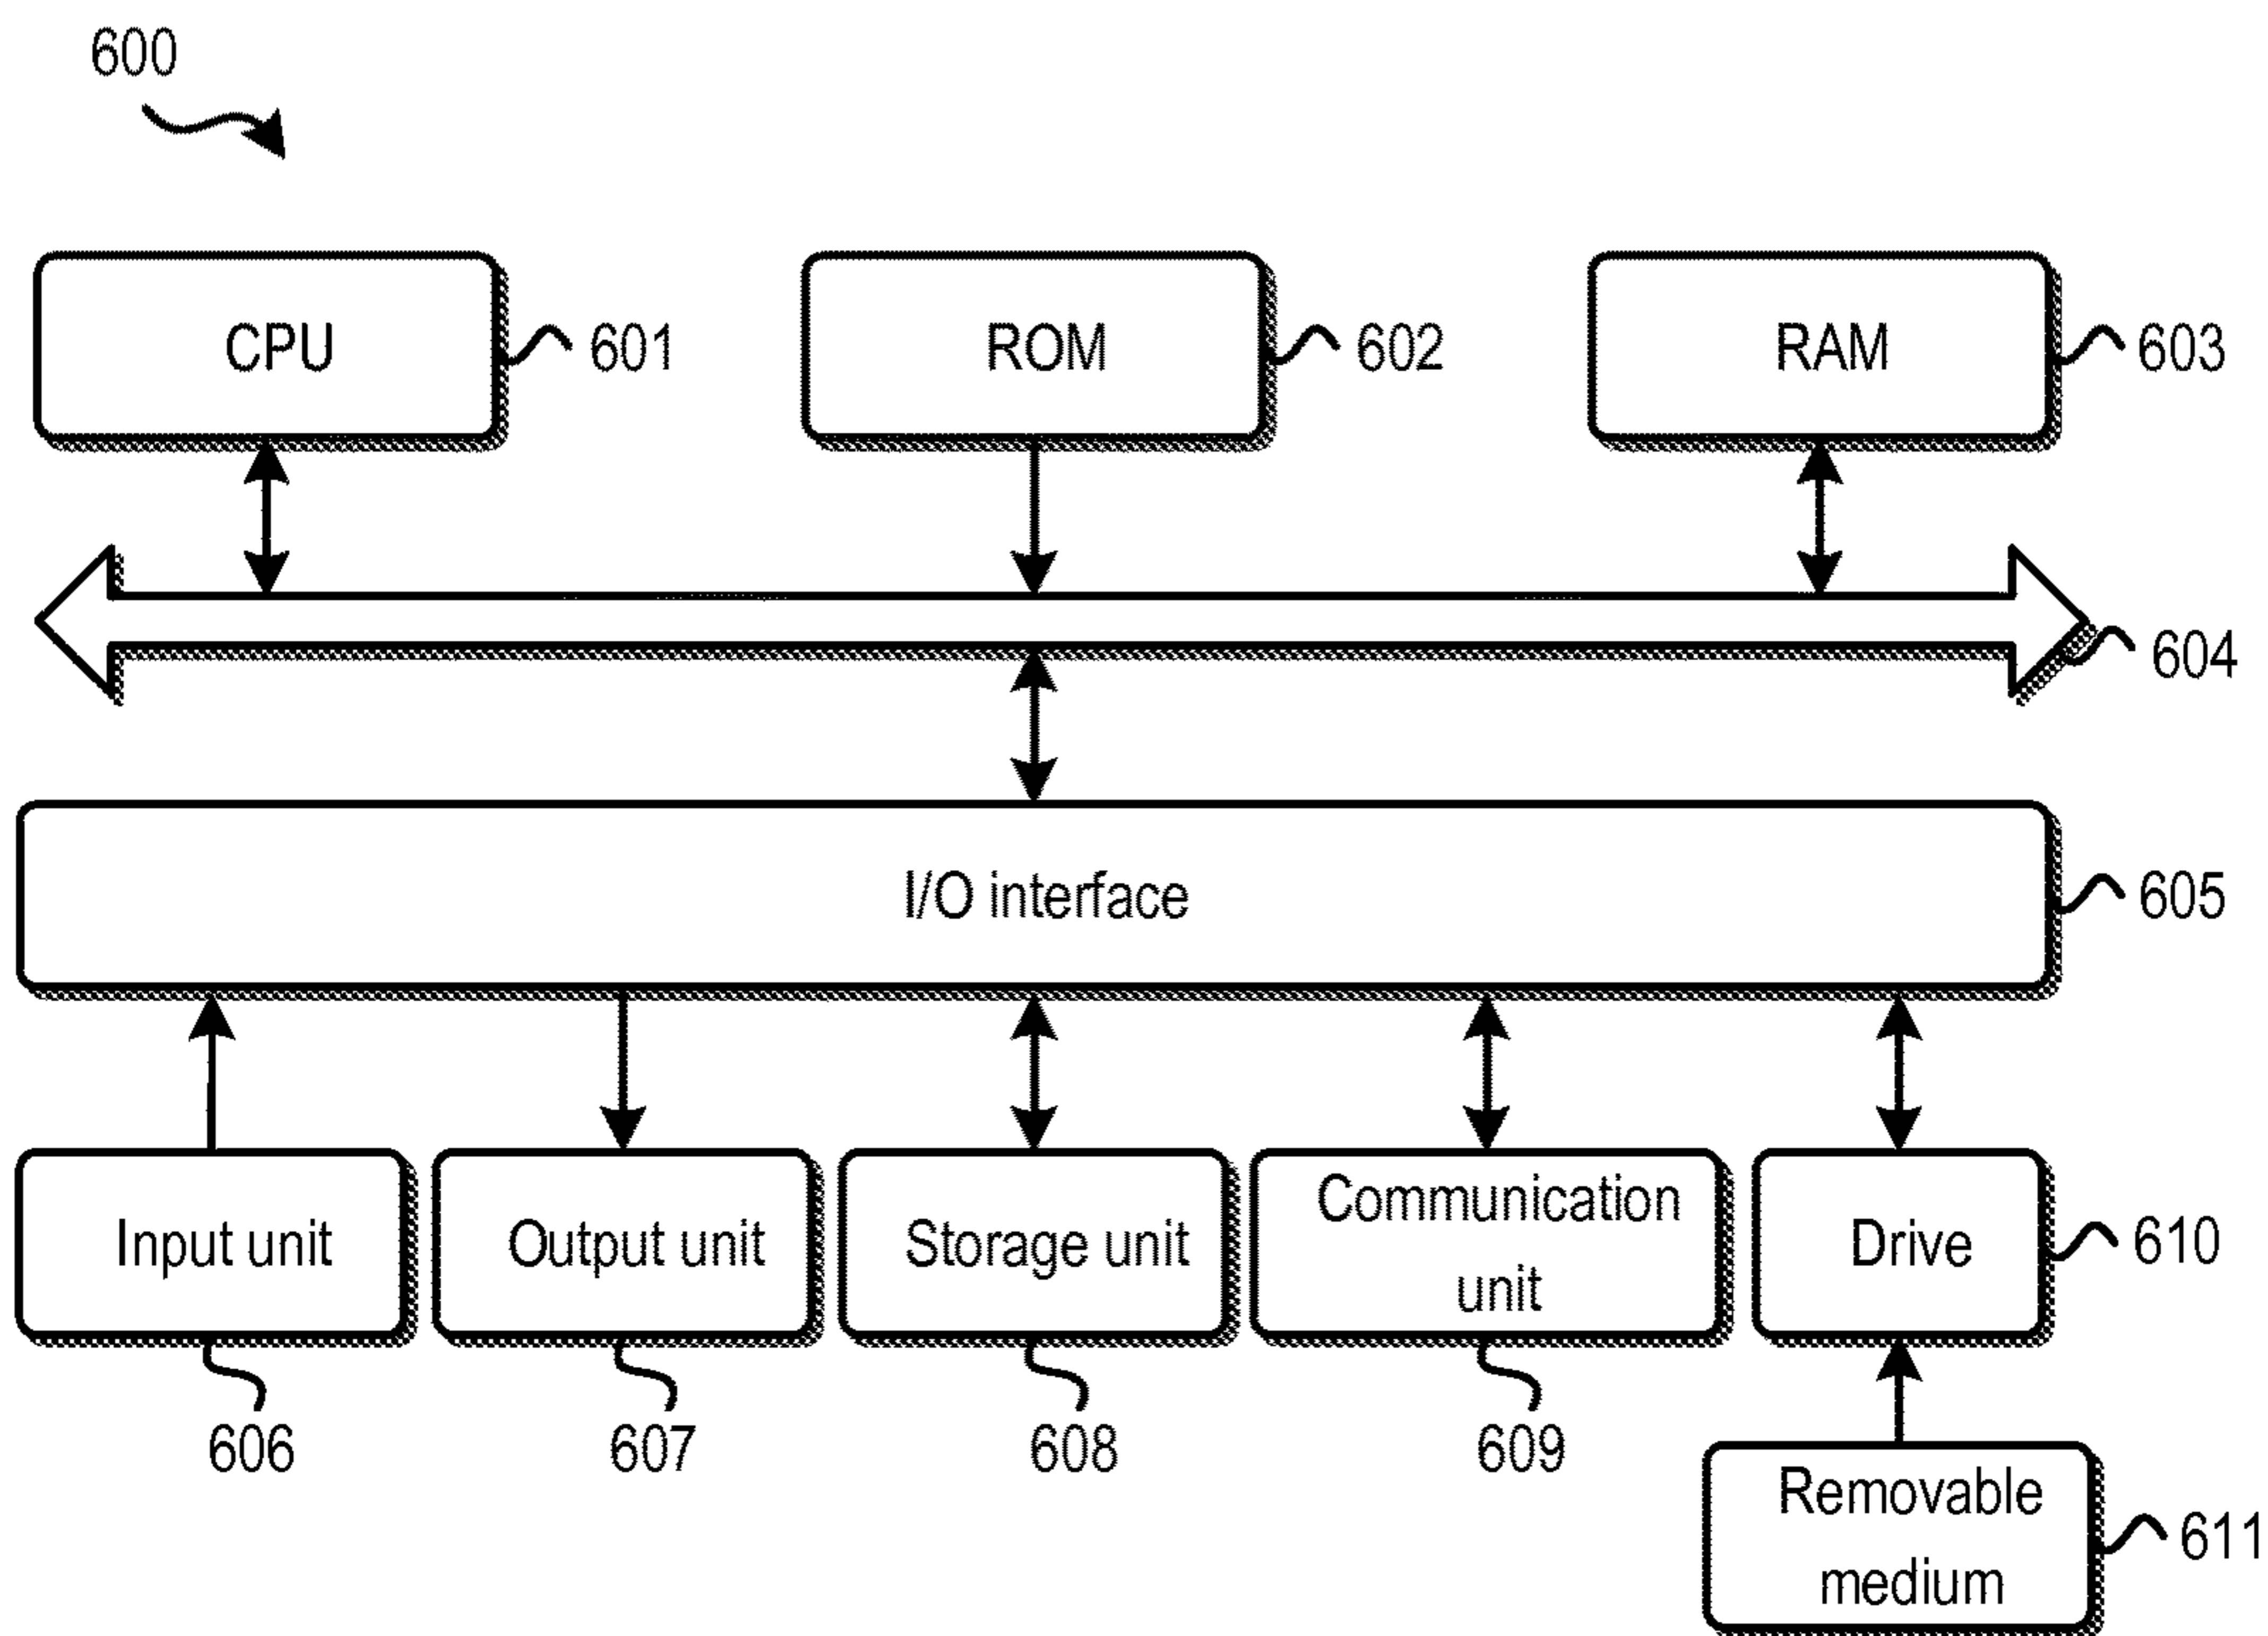 600
CPU
601
ROM
602
RAM
603
604
I/O interface
605
Input unit
Output unit
Storage unit
Communication
unit
Drive
610
606
607
608
609
Removable
medium
611